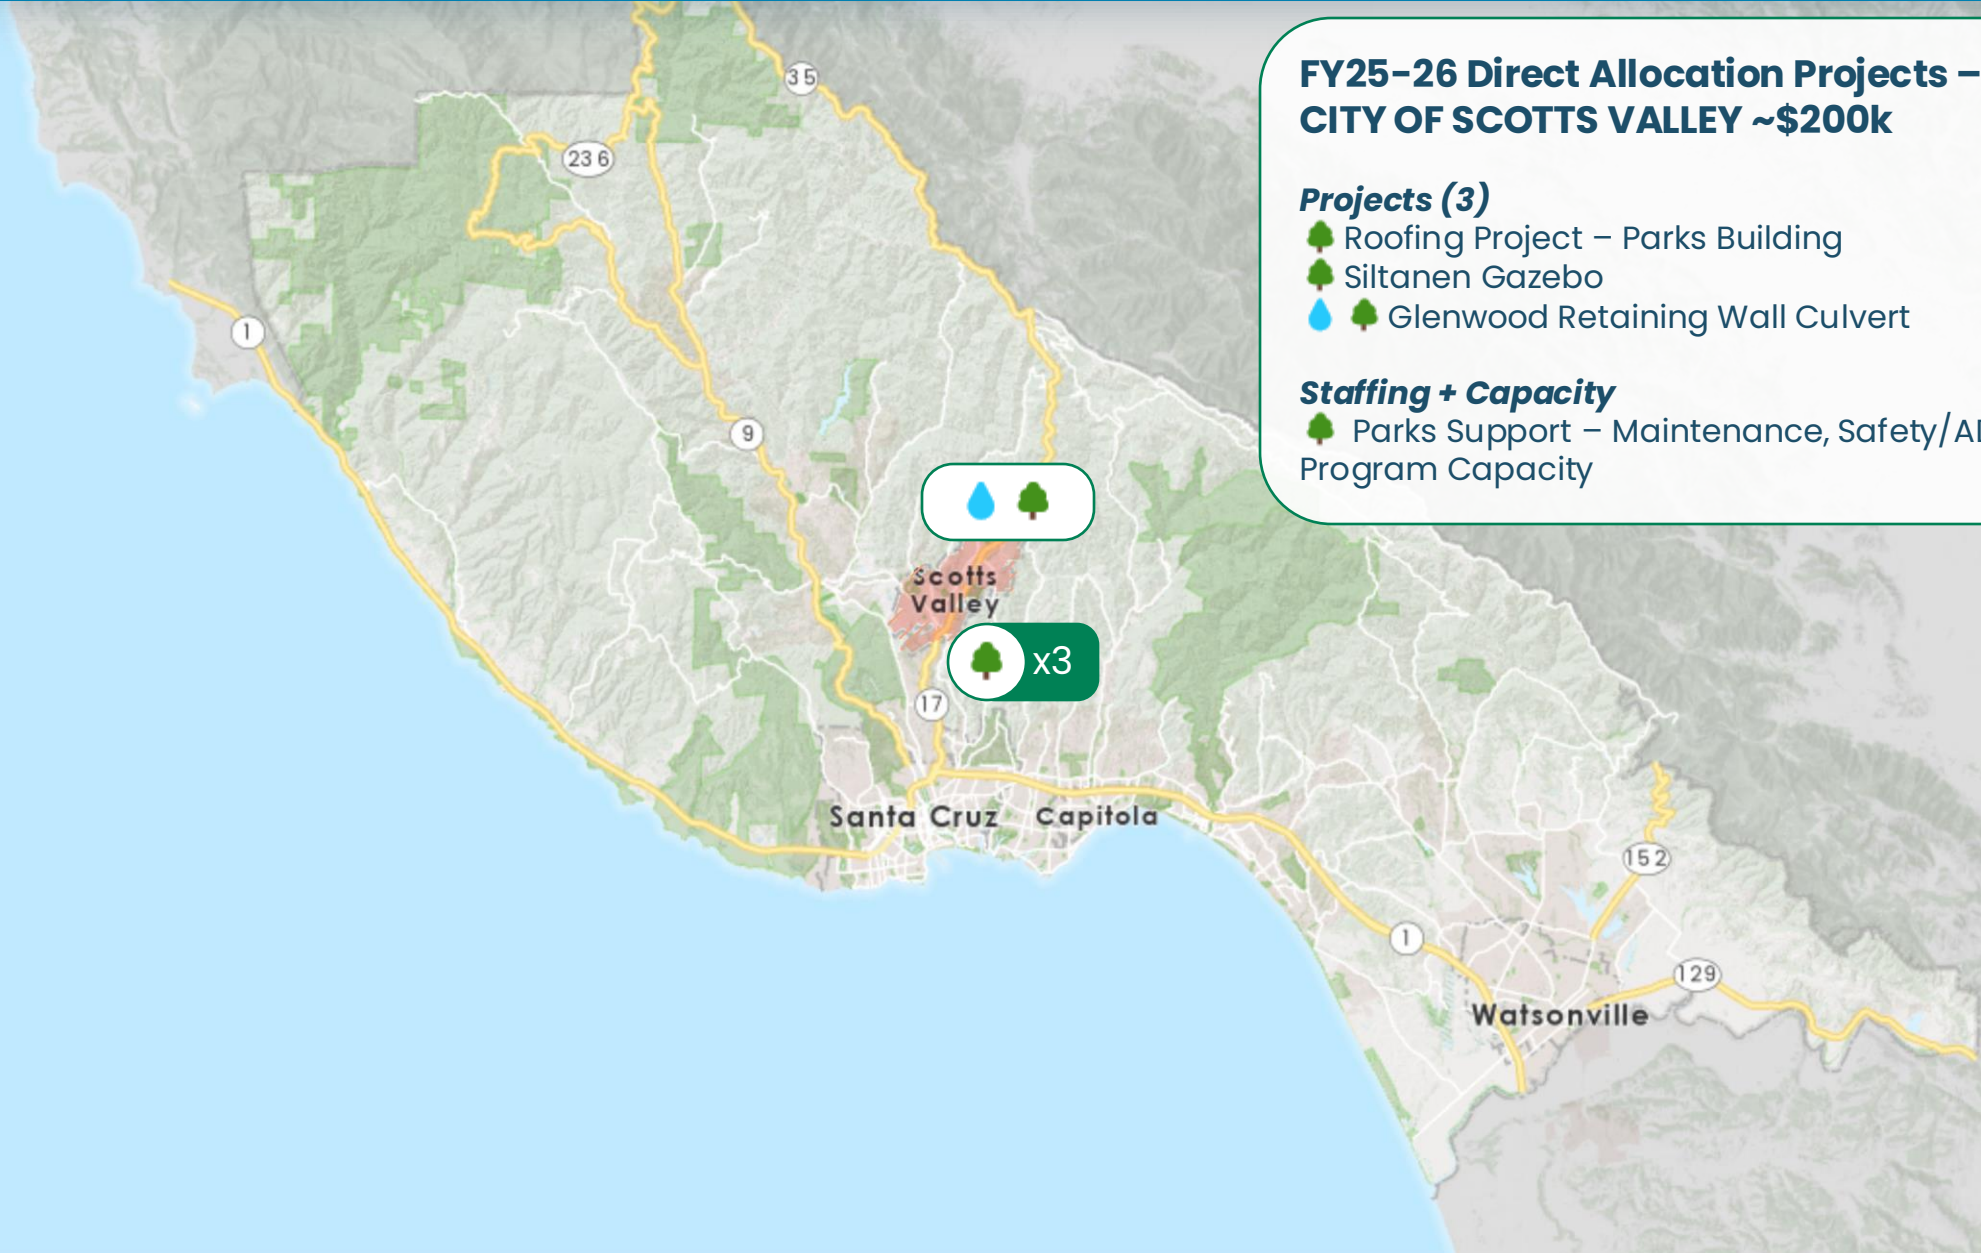 FY25-26 Direct Allocation Projects –
CITY OF SCOTTS VALLEY ~$200k
Projects (3)
Roofing Project – Parks Building
Siltanen Gazebo
Glenwood Retaining Wall Culvert
Staffing + Capacity
Parks Support – Maintenance, Safety/
Program Capacity
35
236
1
9
Scotts
Valley
x3
17
Santa Cruz
Capitola
152
1
129
Watsonville